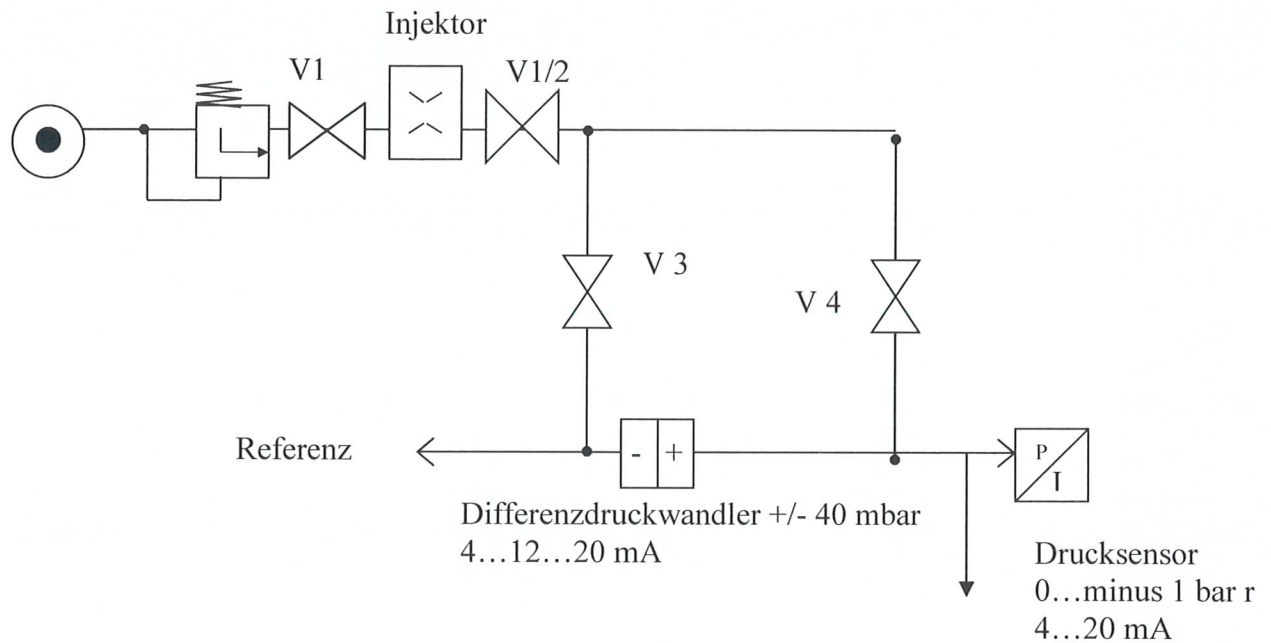 Injektor
V1
V1/2
V 3
V 4
Referenz
- +
P
I
Differenzdruckwandler +/- 40 mbar
4…12…20 mA
Drucksensor
0…minus 1 bar r
4…20 mA